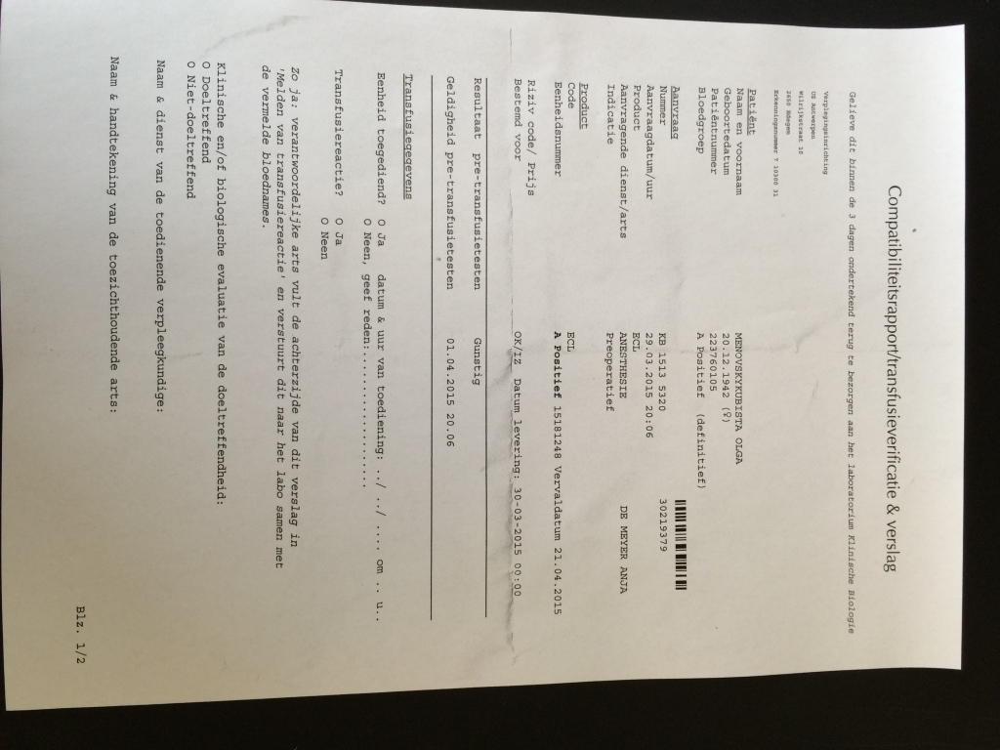 Compatibiliteitsrapport/transfusieverificatie & verslag
Gelieve dit binnen de 3 dagen ondertekend terug te bezorgen aan het laboratorium Klinische Biologie
Verplegingsinrichting
US Antwerpen
Wilrijkstraat 10
2650 Edegem
Erkenningsnummer 7 10300 31
Patiënt
Naam en voornaam MENOVSKYKUBISTA OLGA
Geboortedatum 20.12.1942 (♀)
Patiëntnummer 223760105
Bloedgroep A Positief (definitief)
Aanvraag
Nummer KB 1513 5320 30219379
Aanvraagdatum/uur 29.03.2015 20:06
Product ECL
Aanvragende dienst/arts ANESTHESIE DE MEYER ANJA
Indicatie Preoperatief
Product
Code ECL
Eenheidsnummer A Positief 15181248 Vervaldatum 21.04.2015
Riziv code/ Prijs
Bestemd voor OK/IZ Datum levering: 30-03-2015 00:00
Resultaat pre-transfusietesten Gunstig
Geldigheid pre-transfusietesten 01.04.2015 20.06
Transfusiegegevens
Eenheid toegediend? O Ja datum & uur van toediening: ../ ../ .... om .. u..
O Neen, geef reden:......................
Transfusiereactie? O Ja
O Neen
Zo ja: verantwoordelijke arts vult de achterzijde van dit verslag in
'Melden van transfusiereactie' en verstuurt dit naar het labo samen met
de vermelde bloednames.
Klinische en/of biologische evaluatie van de doeltreffendheid:
O Doeltreffend
O Niet-doeltreffend
Naam & dienst van de toedienende verpleegkundige:
Naam & handtekening van de toezichthoudende arts:
Blz. 1/2